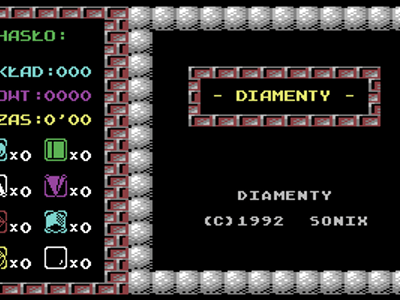 HASŁO:
KŁAD:000
OWT:0000
ZAS:0'00
x0 x0
x0 x0
x0 x0
x0 x0
- DIAMENTY -
DIAMENTY
(C)1992 SONIX